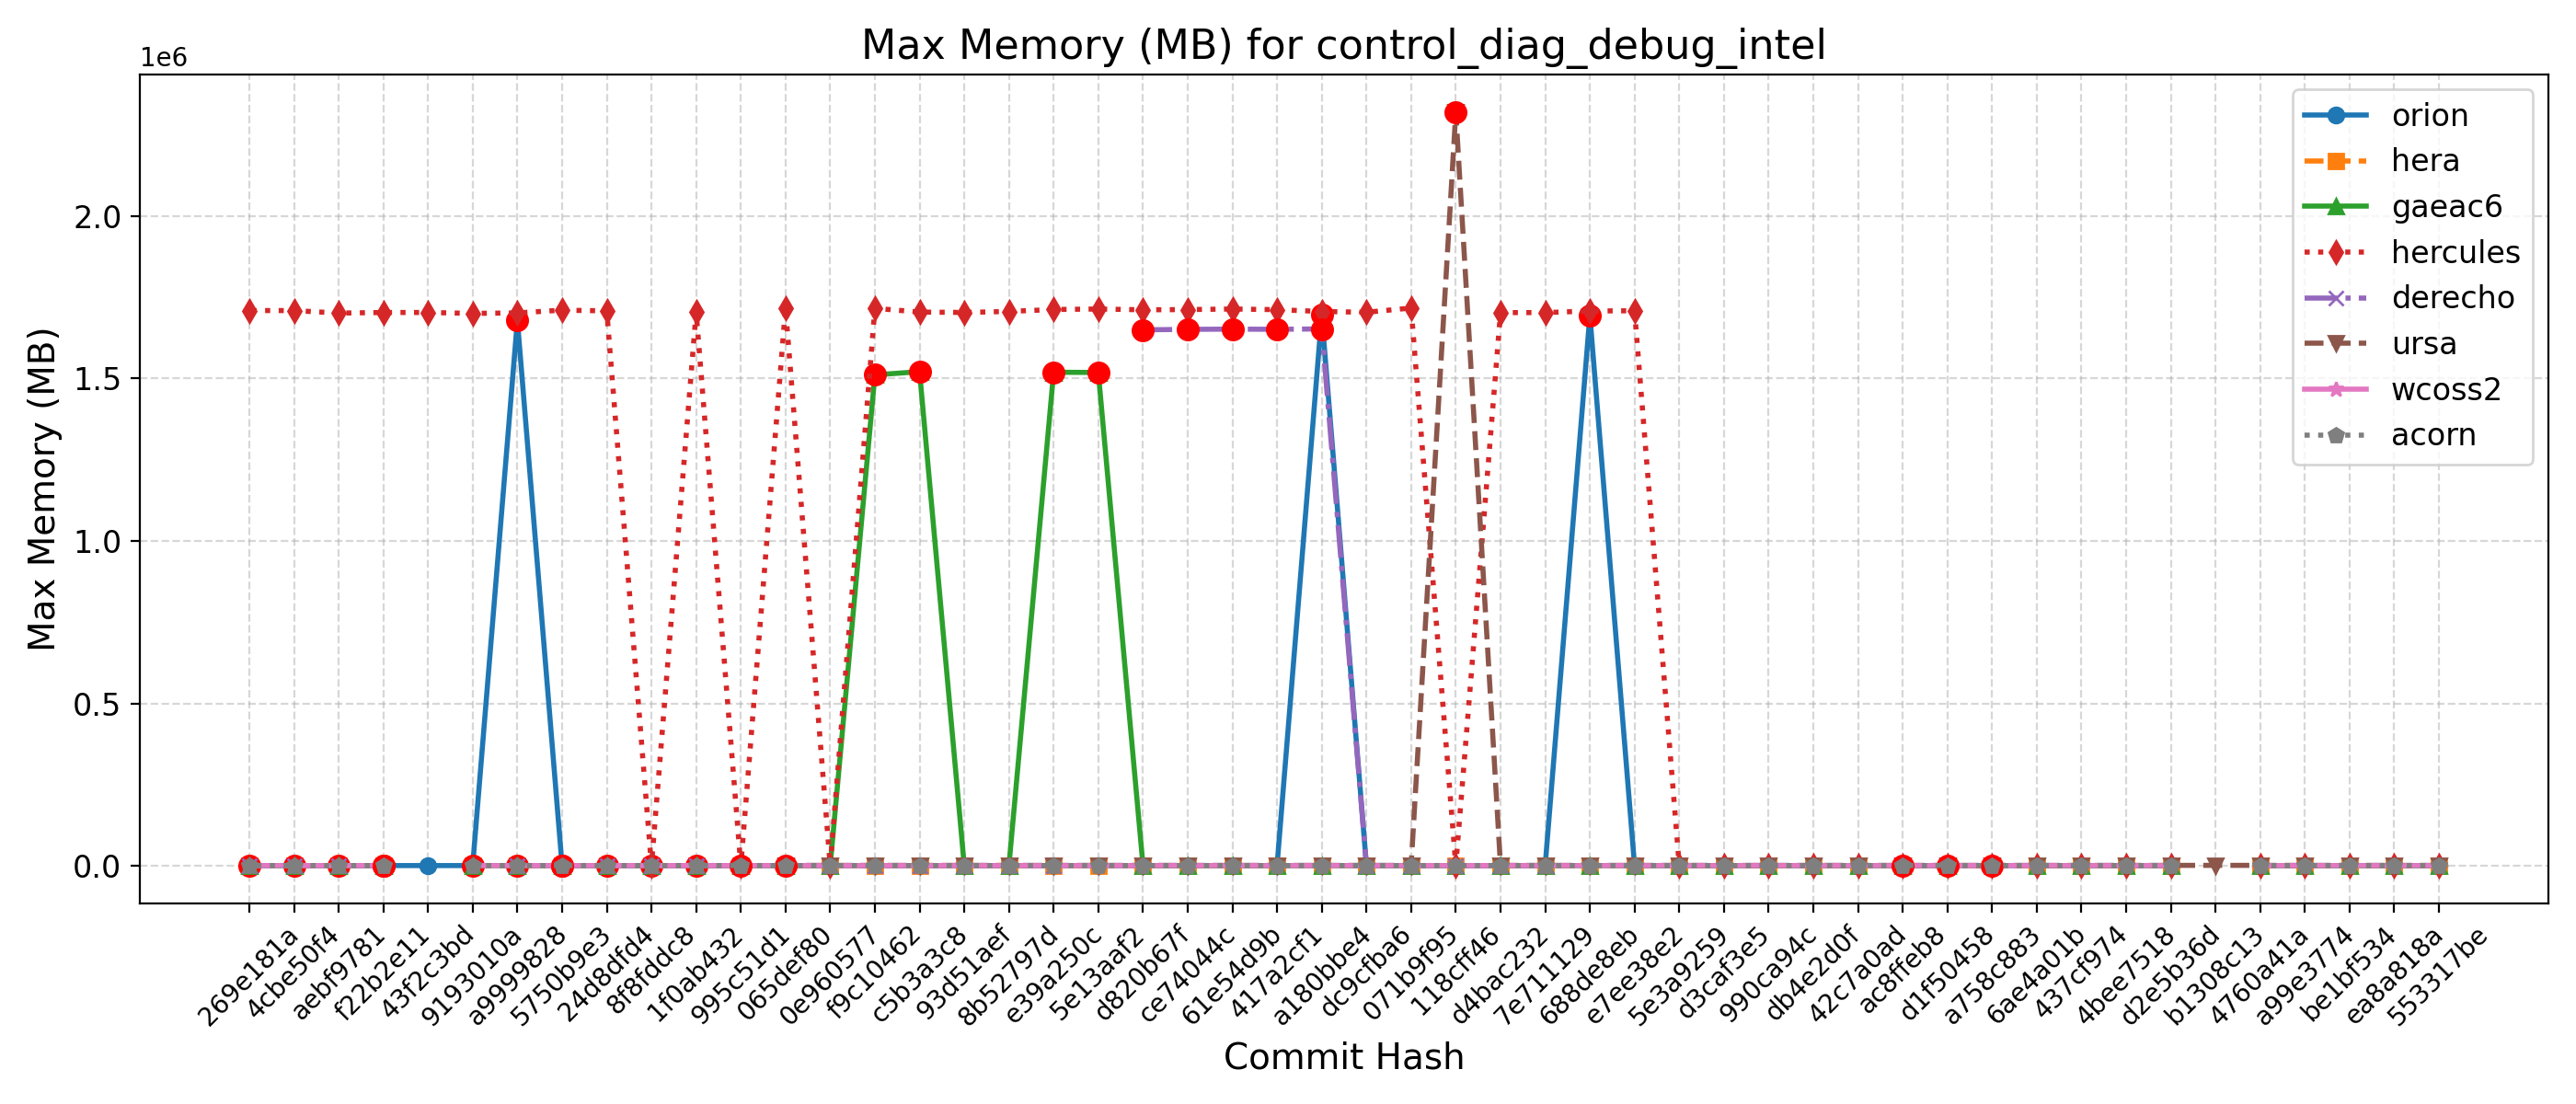 Max Memory (MB) for control_diag_debug_intel
1e6
2.0
1.5
1.0
0.5
0.0
Max Memory (MB)
orion
hera
gaeac6
hercules
derecho
ursa
wcoss2
acorn
269e181a
4cbe50f4
aebf9781
f22b2e11
43f2c3bd
9193010a
a9999828
5750b9e3
24d8dfd4
8f8fddc8
1f0ab432
995c51d1
065def80
0e960577
f9c10462
c5b3a3c8
93d51aef
8b52797d
e39a250c
5e13aaf2
d820b67f
ce74044c
61e54d9b
417a2cf1
a180bbe4
dc9cfba6
071b9f95
118cff46
d4bac232
7e711129
688de8eb
e7ee38e2
5e3a9259
d3caf3e5
990ca94c
db4e2d0f
42c7a0ad
ac8ffeb8
d1f50458
a758c883
6ae4a01b
437cf974
4bee7518
d2e5b36d
b1308c13
4760a41a
a99e3774
be1bf534
ea8a818a
553317be
Commit Hash